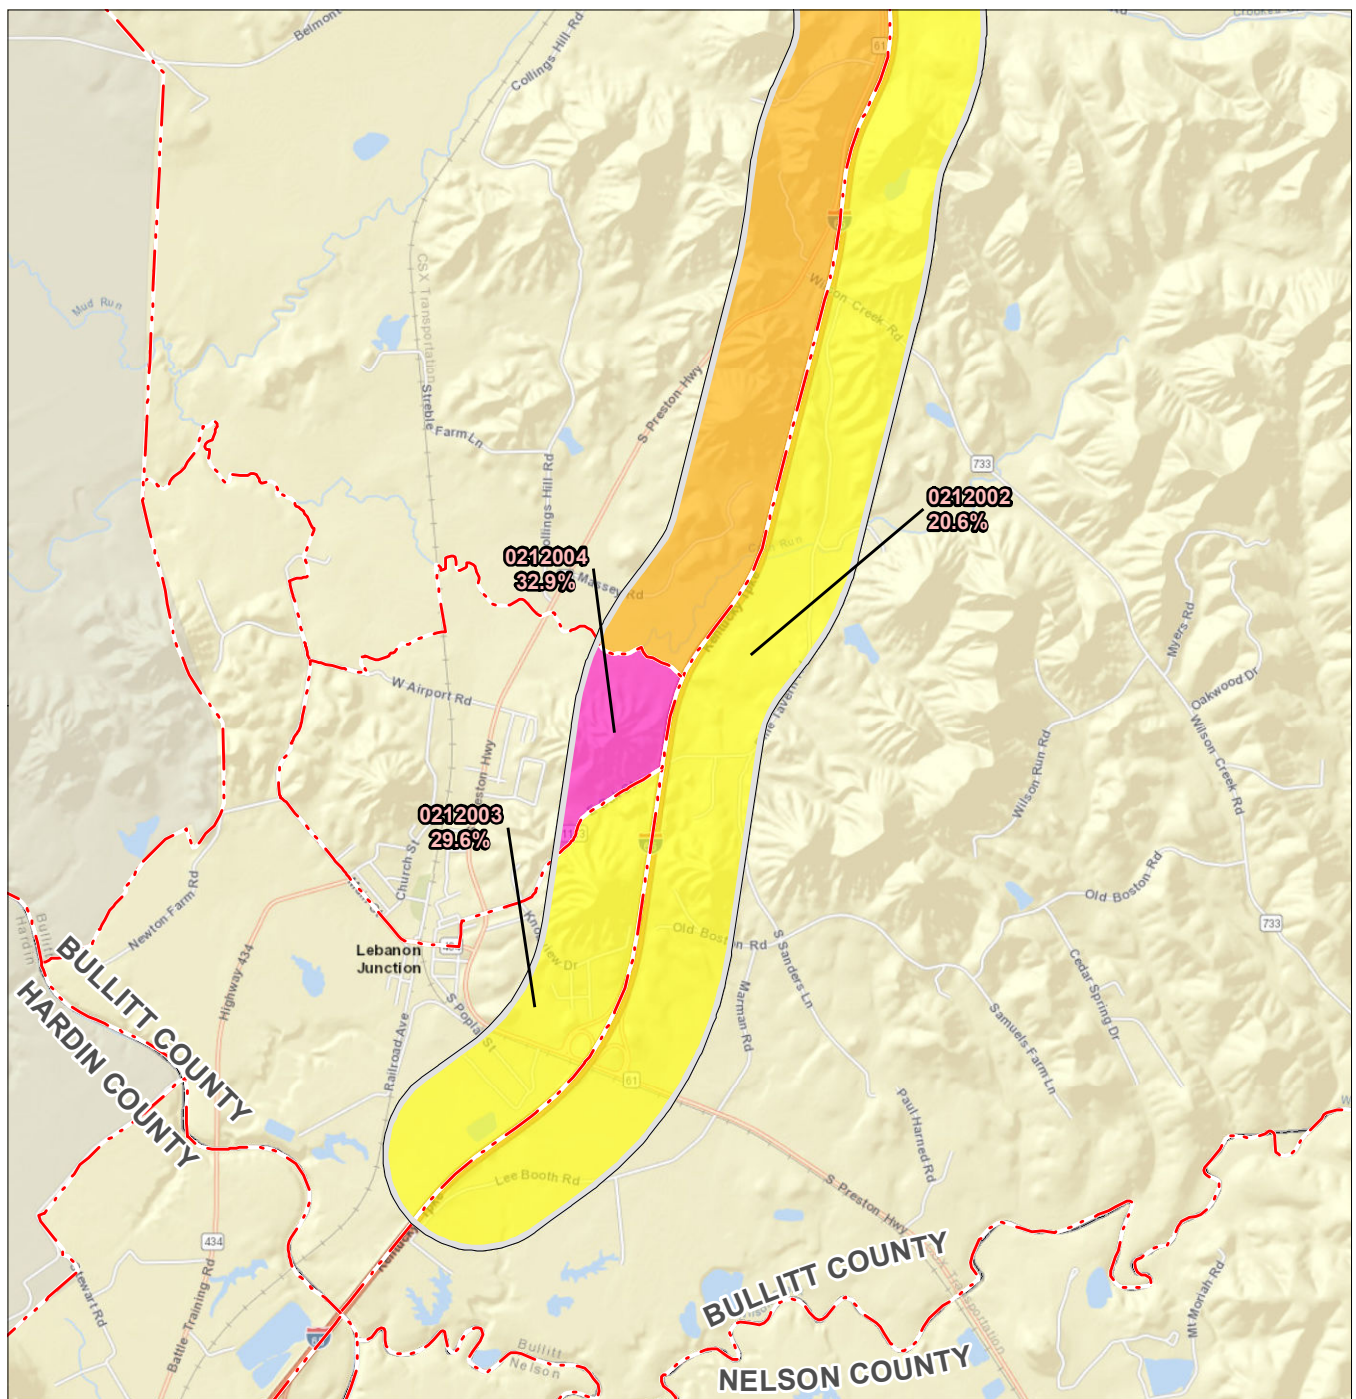 Belmont
Collings Hill Rd
61
Mud Run
CSX Transportation
Wilson Creek Rd
S Preston Hwy
Streble Farm Ln
733
Collings Hill Rd
0212002
20.6%
0212004
32.9%
Massey Rd
Myers Rd
W Airport Rd
Oakwood Dr
Wilson Run Rd
Wilson Creek Rd
0212003
29.6%
Church St
Newton Farm Rd
Old Boston Rd
733
Old Boston Rd
Lebanon
Junction
Highway 434
Bullitt
Hardin
BULLITT COUNTY
HARDIN COUNTY
S Sanders Ln
Cedar Spring Dr
Marman Rd
Samuels Farm Ln
S Poplar St
Railroad Ave
61
Paul Harned Rd
Lee Booth Rd
S Preston Hwy
434
Battle Training Rd
BULLITT COUNTY
Mt Moriah Rd
Bullitt
Nelson
NELSON COUNTY